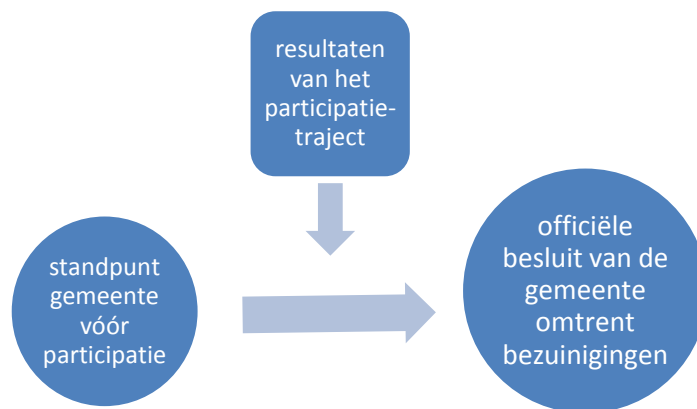 resultaten
van het
participatie-
traject
standpunt
gemeente
vóór
participatie
officiële
besluit van de
gemeente
omtrent
bezuinigingen